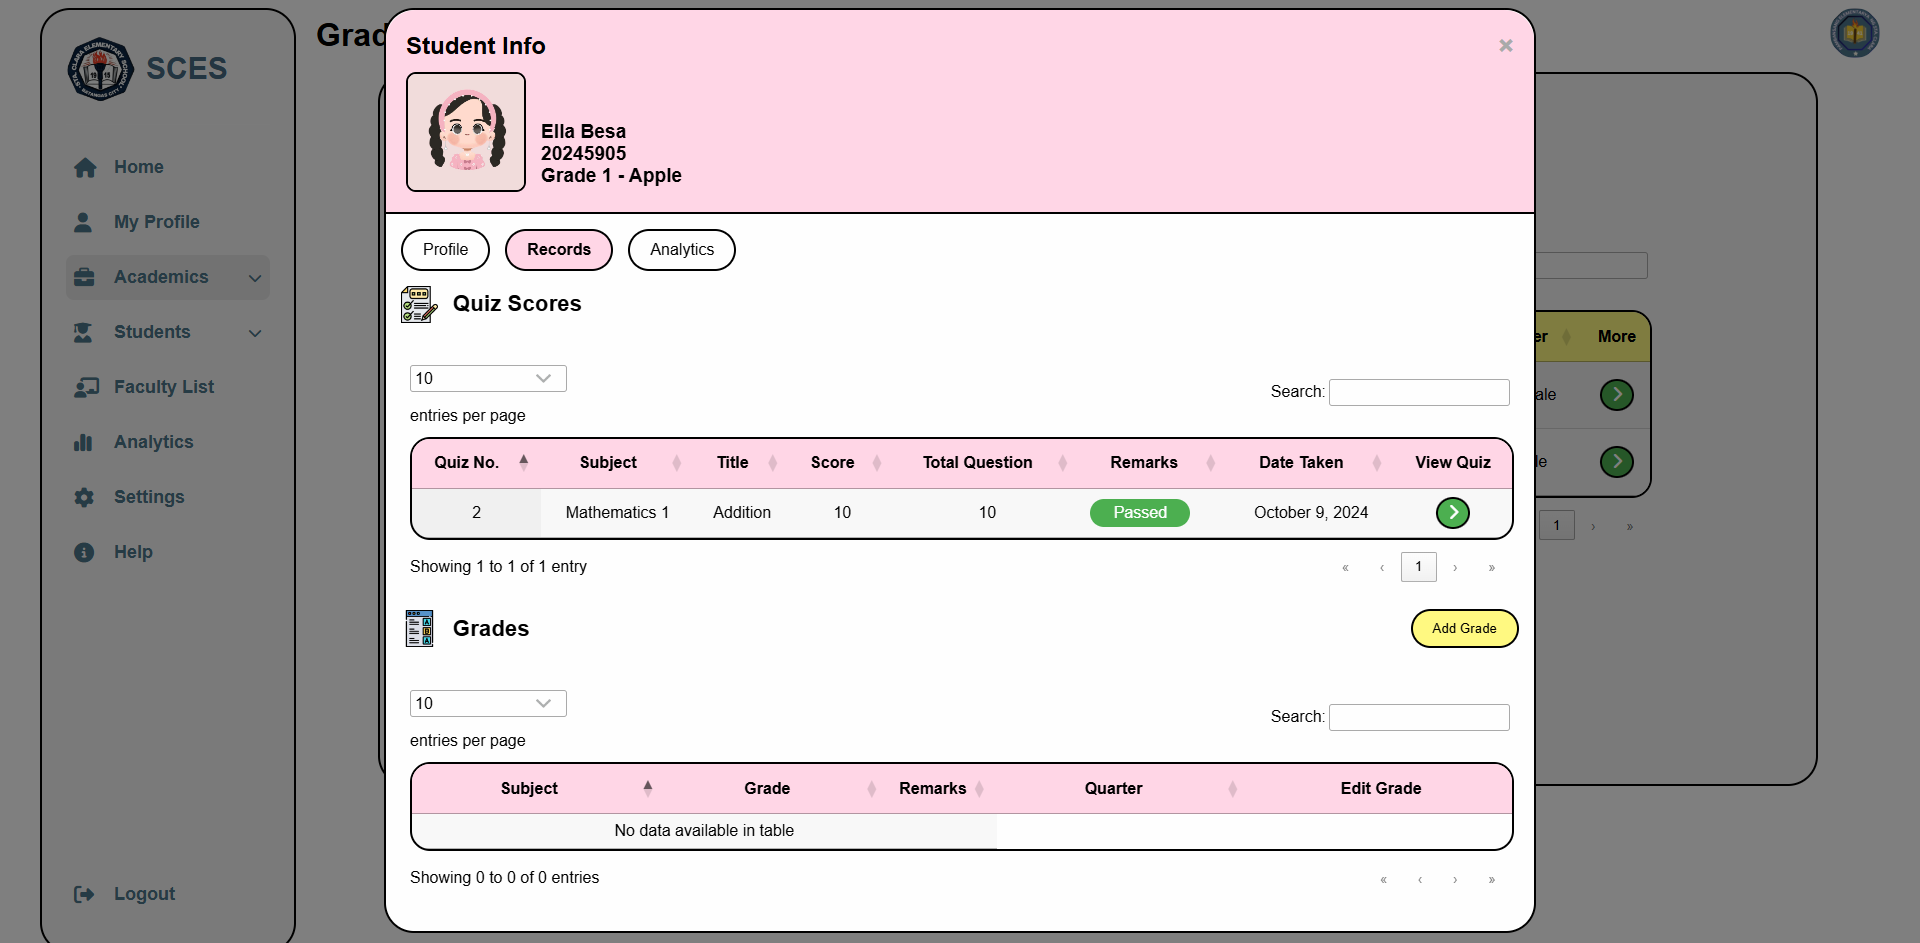 SCES
Home
My Profile
Academics
Students
Faculty List
Analytics
Settings
Help
Logout
Grad
Student Info
×
Ella Besa
20245905
Grade 1 - Apple
Profile
Records
Analytics
Quiz Scores
10
entries per page
Search:
Quiz No. Subject Title Score Total Question Remarks Date Taken View Quiz
2 Mathematics 1 Addition 10 10 Passed October 9, 2024
Showing 1 to 1 of 1 entry
« ‹ 1 › »
Grades
Add Grade
10
entries per page
Search:
Subject Grade Remarks Quarter Edit Grade
No data available in table
Showing 0 to 0 of 0 entries
« ‹ › »
er More
ale
le
1 › »